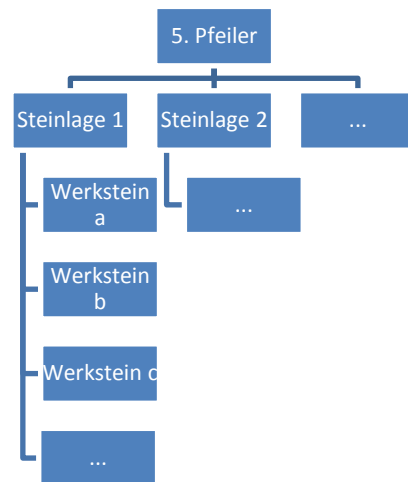 5. Pfeiler
Steinlage 1
Steinlage 2
...
Werkstein
a
...
Werkstein
b
Werkstein c
...